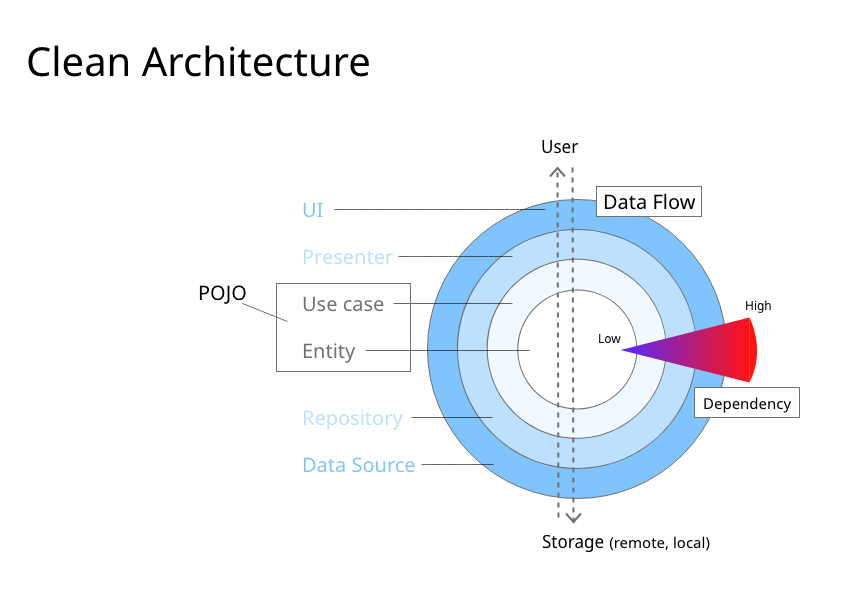 Clean Architecture
User
UI
Data Flow
Presenter
POJO
Use case
High
Low
Entity
Dependency
Repository
Data Source
Storage (remote, local)